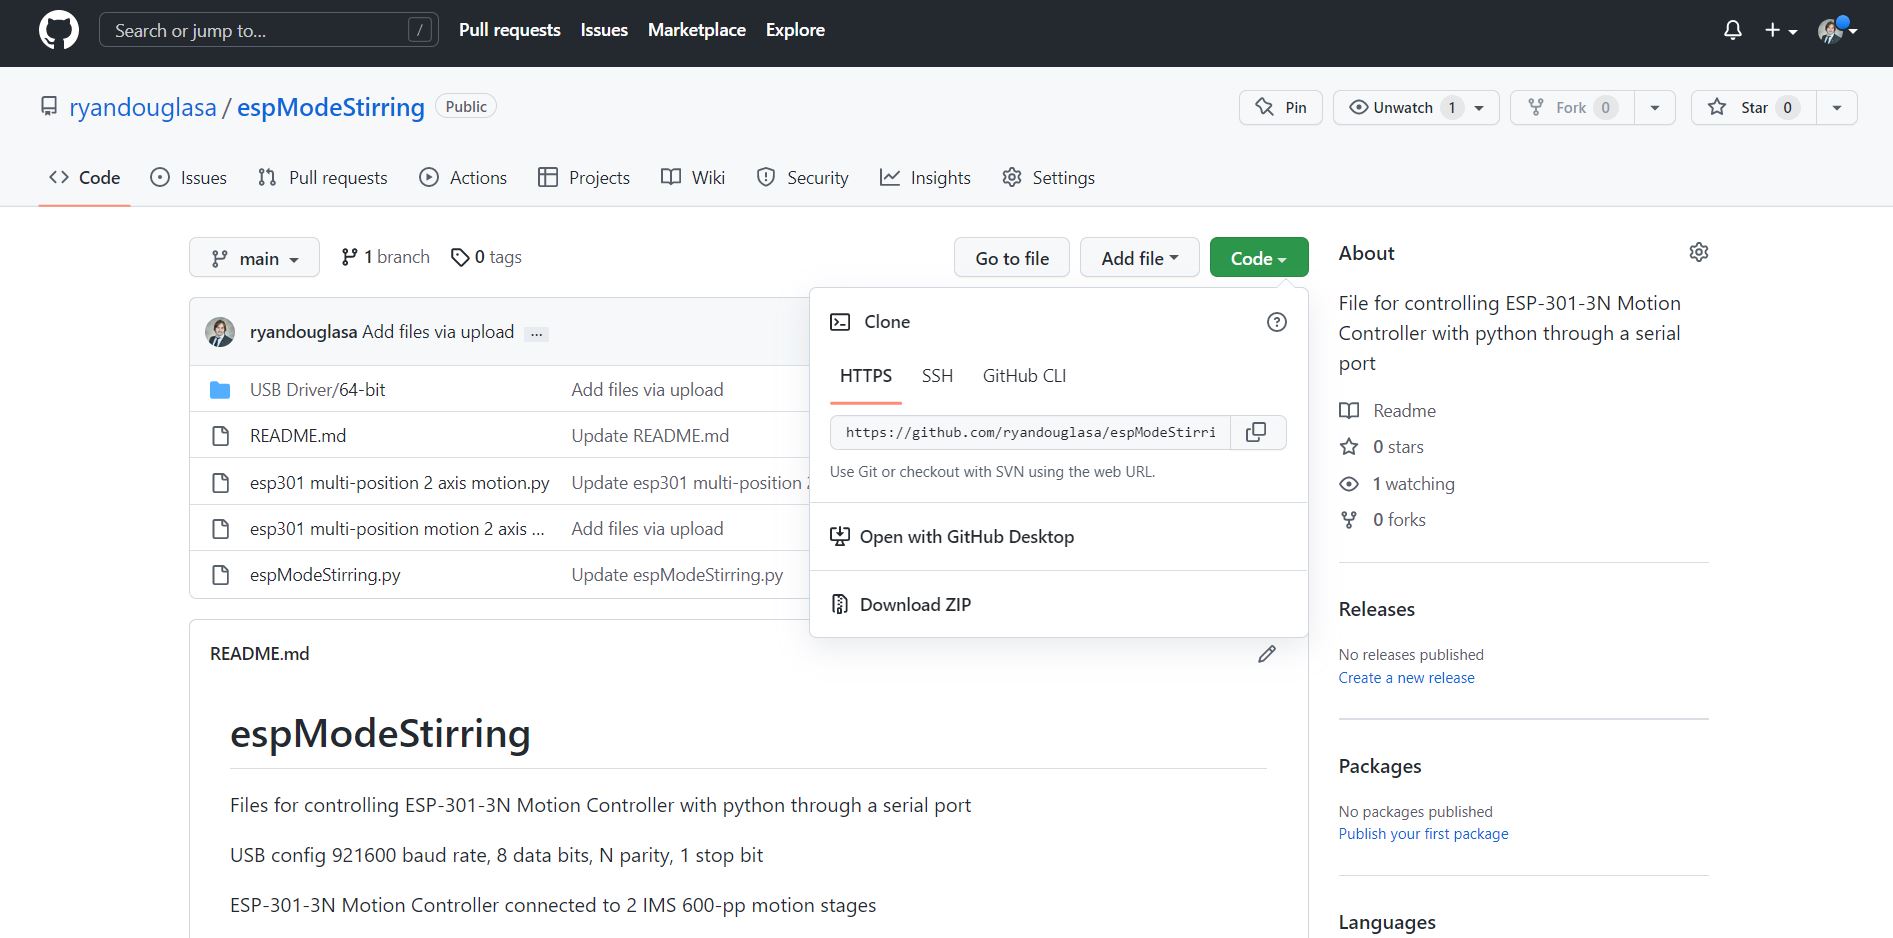 Search or jump to... /
Pull requests Issues Marketplace Explore
ryandouglasa / espModeStirring Public
Pin Unwatch 1 Fork 0 Star 0
Code Issues Pull requests Actions Projects Wiki Security Insights Settings
main 1 branch 0 tags Go to file Add file Code
ryandouglasa Add files via upload ...
USB Driver/64-bit Add files via upload
README.md Update README.md
esp301 multi-position 2 axis motion.py Update esp301 multi-position
esp301 multi-position motion 2 axis ... Add files via upload
espModeStirring.py Update espModeStirring.py
Clone
HTTPS SSH GitHub CLI
https://github.com/ryandouglasa/espModeStirri
Use Git or checkout with SVN using the web URL.
Open with GitHub Desktop
Download ZIP
README.md
espModeStirring
Files for controlling ESP-301-3N Motion Controller with python through a serial port
USB config 921600 baud rate, 8 data bits, N parity, 1 stop bit
ESP-301-3N Motion Controller connected to 2 IMS 600-pp motion stages
About
File for controlling ESP-301-3N Motion
Controller with python through a serial
port
Readme
0 stars
1 watching
0 forks
Releases
No releases published
Create a new release
Packages
No packages published
Publish your first package
Languages